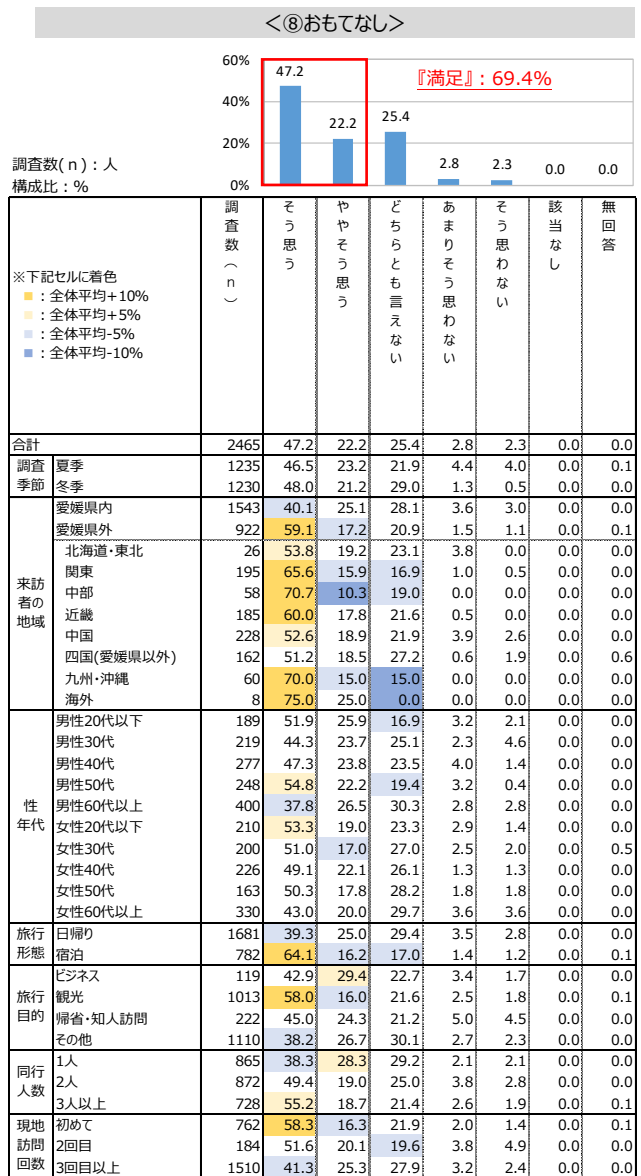 ＜⑧おもてなし＞
60%
40%
20%
0%
47.2
22.2
25.4
2.8
2.3
0.0
0.0
『満足』：69.4%
調査数(ｎ)：人
構成比：%
※下記セルに着色
■：全体平均+10%
■：全体平均+5%
■：全体平均-5%
■：全体平均-10%
調査数（n） そう思う ややそう思う どちらとも言えない あまりそう思わない そう思わない 該当なし 無回答
合計 2465 47.2 22.2 25.4 2.8 2.3 0.0 0.0
調査季節
夏季 1235 46.5 23.2 21.9 4.4 4.0 0.0 0.1
冬季 1230 48.0 21.2 29.0 1.3 0.5 0.0 0.0
来訪者の地域
愛媛県内 1543 40.1 25.1 28.1 3.6 3.0 0.0 0.0
愛媛県外 922 59.1 17.2 20.9 1.5 1.1 0.0 0.1
北海道・東北 26 53.8 19.2 23.1 3.8 0.0 0.0 0.0
関東 195 65.6 15.9 16.9 1.0 0.5 0.0 0.0
中部 58 70.7 10.3 19.0 0.0 0.0 0.0 0.0
近畿 185 60.0 17.8 21.6 0.5 0.0 0.0 0.0
中国 228 52.6 18.9 21.9 3.9 2.6 0.0 0.0
四国(愛媛県以外) 162 51.2 18.5 27.2 0.6 1.9 0.0 0.6
九州・沖縄 60 70.0 15.0 15.0 0.0 0.0 0.0 0.0
海外 8 75.0 25.0 0.0 0.0 0.0 0.0 0.0
性年代
男性20代以下 189 51.9 25.9 16.9 3.2 2.1 0.0 0.0
男性30代 219 44.3 23.7 25.1 2.3 4.6 0.0 0.0
男性40代 277 47.3 23.8 23.5 4.0 1.4 0.0 0.0
男性50代 248 54.8 22.2 19.4 3.2 0.4 0.0 0.0
男性60代以上 400 37.8 26.5 30.3 2.8 2.8 0.0 0.0
女性20代以下 210 53.3 19.0 23.3 2.9 1.4 0.0 0.0
女性30代 200 51.0 17.0 27.0 2.5 2.0 0.0 0.5
女性40代 226 49.1 22.1 26.1 1.3 1.3 0.0 0.0
女性50代 163 50.3 17.8 28.2 1.8 1.8 0.0 0.0
女性60代以上 330 43.0 20.0 29.7 3.6 3.6 0.0 0.0
旅行形態
日帰り 1681 39.3 25.0 29.4 3.5 2.8 0.0 0.0
宿泊 782 64.1 16.2 17.0 1.4 1.2 0.0 0.1
旅行目的
ビジネス 119 42.9 29.4 22.7 3.4 1.7 0.0 0.0
観光 1013 58.0 16.0 21.6 2.5 1.8 0.0 0.1
帰省・知人訪問 222 45.0 24.3 21.2 5.0 4.5 0.0 0.0
その他 1110 38.2 26.7 30.1 2.7 2.3 0.0 0.0
同行人数
1人 865 38.3 28.3 29.2 2.1 2.1 0.0 0.0
2人 872 49.4 19.0 25.0 3.8 2.8 0.0 0.0
3人以上 728 55.2 18.7 21.4 2.6 1.9 0.0 0.1
現地訪問回数
初めて 762 58.3 16.3 21.9 2.0 1.4 0.0 0.1
2回目 184 51.6 20.1 19.6 3.8 4.9 0.0 0.0
3回目以上 1510 41.3 25.3 27.9 3.2 2.4 0.0 0.0